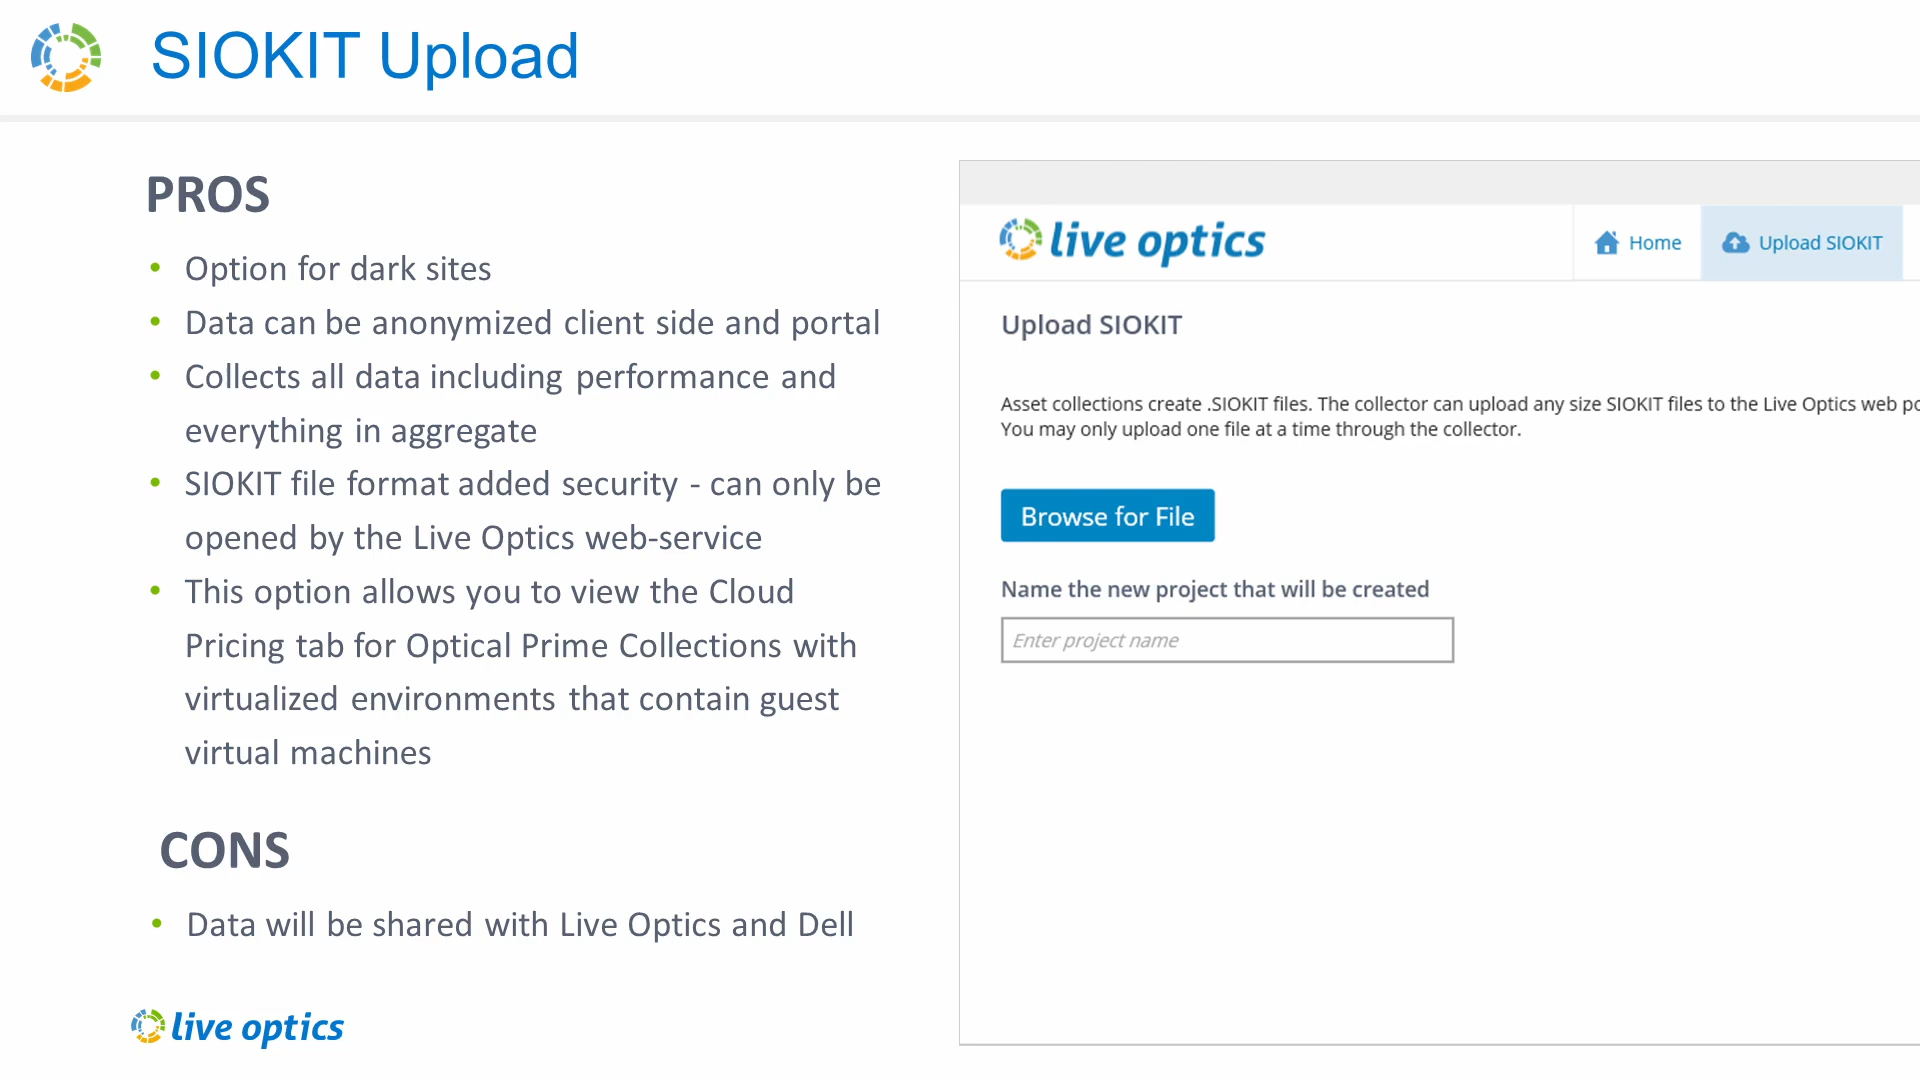 SIOKIT Upload
PROS
• Option for dark sites
• Data can be anonymized client side and portal
• Collects all data including performance and
everything in aggregate
• SIOKIT file format added security - can only be
opened by the Live Optics web-service
• This option allows you to view the Cloud
Pricing tab for Optical Prime Collections with
virtualized environments that contain guest
virtual machines
CONS
• Data will be shared with Live Optics and Dell
live optics
live optics
Home
Upload SIOKIT
Upload SIOKIT
Asset collections create .SIOKIT files. The collector can upload any size SIOKIT files to the Live Optics web
You may only upload one file at a time through the collector.
Browse for File
Name the new project that will be created
Enter project name